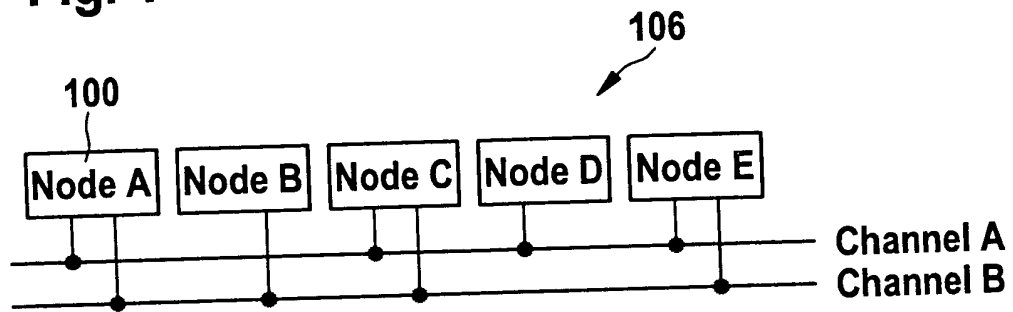 106
100
Node A Node B Node C Node D Node E
Channel A
Channel B